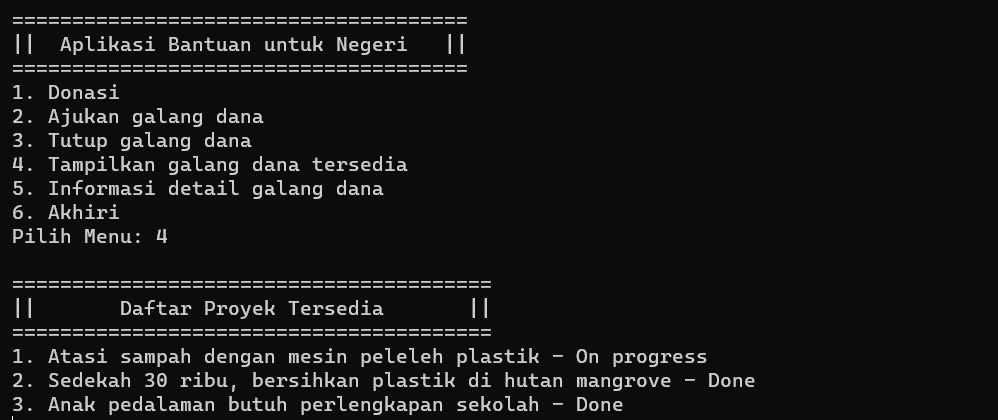 ======================================
||  Aplikasi Bantuan untuk Negeri   ||
======================================
1. Donasi
2. Ajukan galang dana
3. Tutup galang dana
4. Tampilkan galang dana tersedia
5. Informasi detail galang dana
6. Akhiri
Pilih Menu: 4
========================================
||       Daftar Proyek Tersedia       ||
========================================
1. Atasi sampah dengan mesin peleleh plastik - On progress
2. Sedekah 30 ribu, bersihkan plastik di hutan mangrove - Done
3. Anak pedalaman butuh perlengkapan sekolah - Done